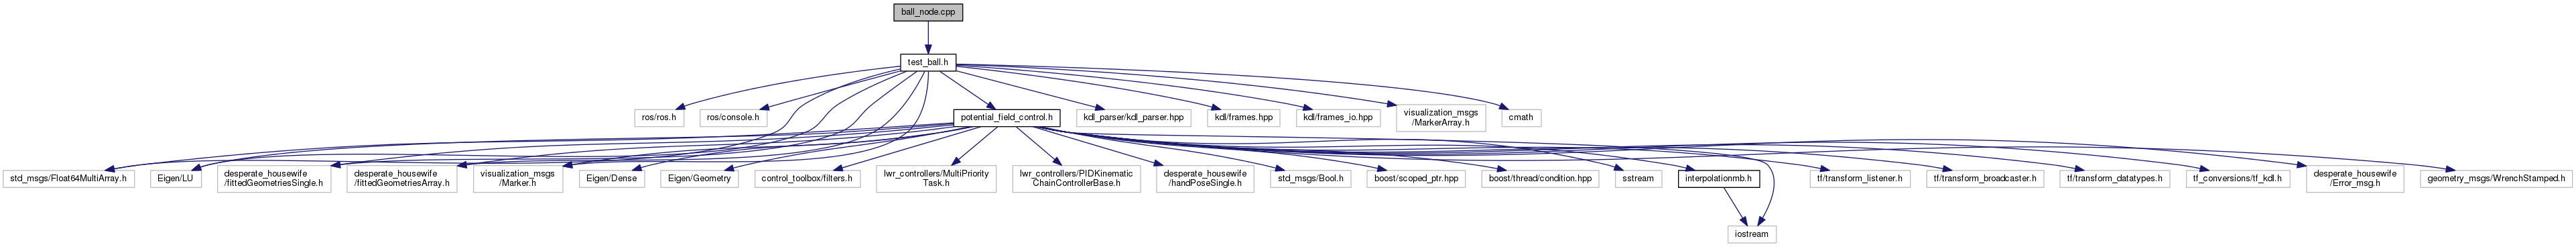 ball_node.cpp
test_ball.h
ros/ros.h
ros/console.h
potential_field_control.h
kdl_parser/kdl_parser.hpp
kdl/frames.hpp
kdl/frames_io.hpp
visualization_msgs
/MarkerArray.h
cmath
std_msgs/Float64MultiArray.h
Eigen/LU
desperate_housewife
/fittedGeometriesSingle.h
desperate_housewife
/fittedGeometriesArray.h
visualization_msgs
/Marker.h
Eigen/Dense
Eigen/Geometry
control_toolbox/filters.h
lwr_controllers/MultiPriority
Task.h
lwr_controllers/PIDKinematic
ChainControllerBase.h
desperate_housewife
/handPoseSingle.h
std_msgs/Bool.h
boost/scoped_ptr.hpp
boost/thread/condition.hpp
sstream
interpolationmb.h
tf/transform_listener.h
tf/transform_broadcaster.h
tf/transform_datatypes.h
tf_conversions/tf_kdl.h
desperate_housewife
/Error_msg.h
geometry_msgs/WrenchStamped.h
iostream